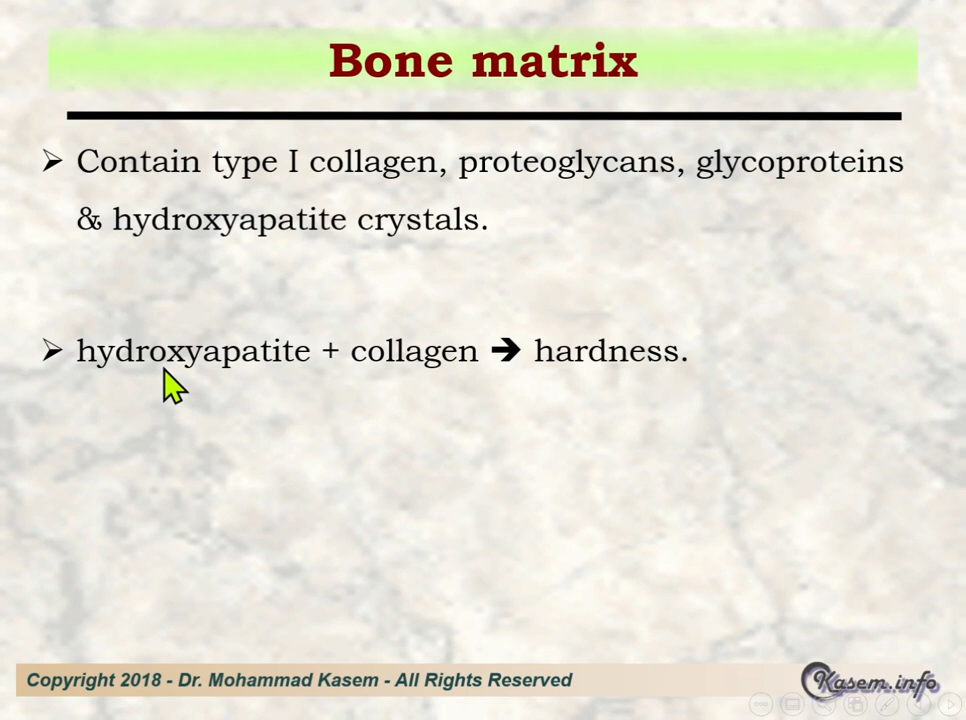 Bone matrix
➢ Contain type I collagen, proteoglycans, glycoproteins
& hydroxyapatite crystals.
➢ hydroxyapatite + collagen ➔ hardness.
Copyright 2018 - Dr. Mohammad Kasem - All Rights Reserved
Kasem.info